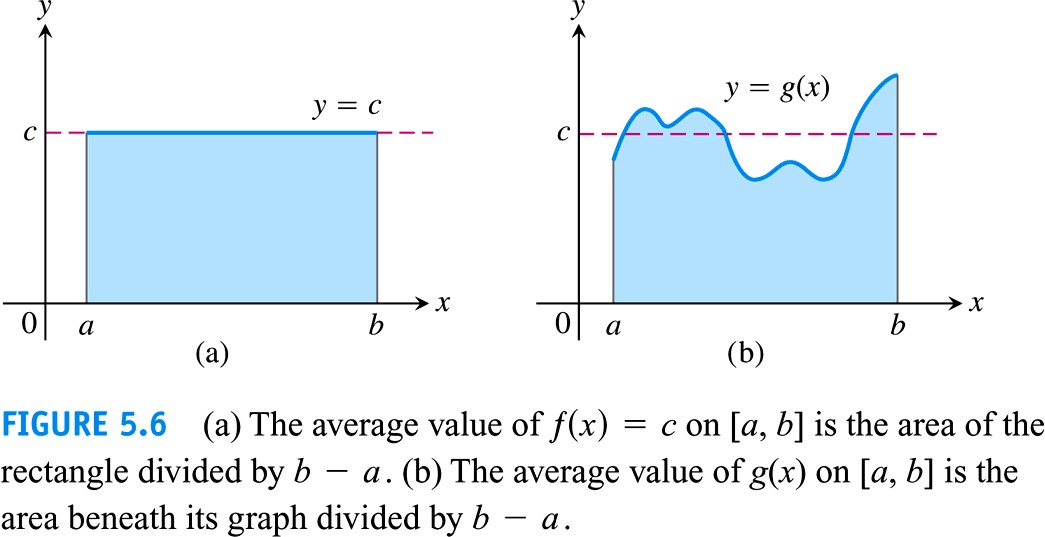 y
y = c
c
0
a
b
x
(a)
y
y = g(x)
c
0
a
b
x
(b)
FIGURE 5.6 (a) The average value of f(x) = c on [a, b] is the area of the
rectangle divided by b − a. (b) The average value of g(x) on [a, b] is the
area beneath its graph divided by b − a.